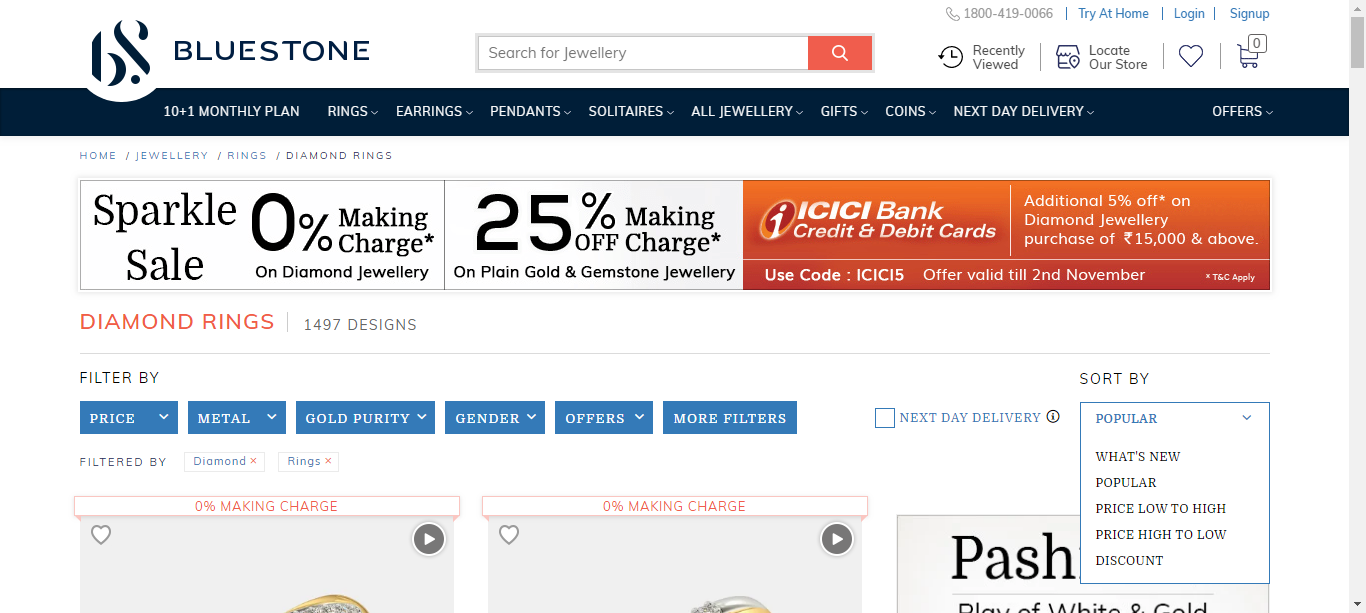 1800-419-0066 | Try At Home | Login | Signup
BLUESTONE
Search for Jewellery
Recently
Viewed
Locate
Our Store
0
10+1 MONTHLY PLAN RINGS EARRINGS PENDANTS SOLITAIRES ALL JEWELLERY GIFTS COINS NEXT DAY DELIVERY OFFERS
HOME / JEWELLERY / RINGS / DIAMOND RINGS
Sparkle
Sale
0% Making
Charge*
On Diamond Jewellery
25% Making
OFF Charge*
On Plain Gold & Gemstone Jewellery
ICICI Bank
Credit & Debit Cards
Additional 5% off* on
Diamond Jewellery
purchase of ₹15,000 & above.
Use Code : ICICI5 Offer valid till 2nd November
* T&C Apply
DIAMOND RINGS 1497 DESIGNS
FILTER BY
SORT BY
PRICE METAL GOLD PURITY GENDER OFFERS MORE FILTERS
NEXT DAY DELIVERY
POPULAR
WHAT'S NEW
POPULAR
PRICE LOW TO HIGH
PRICE HIGH TO LOW
DISCOUNT
FILTERED BY Diamond × Rings ×
0% MAKING CHARGE
0% MAKING CHARGE
Pash
Play of White & Gold